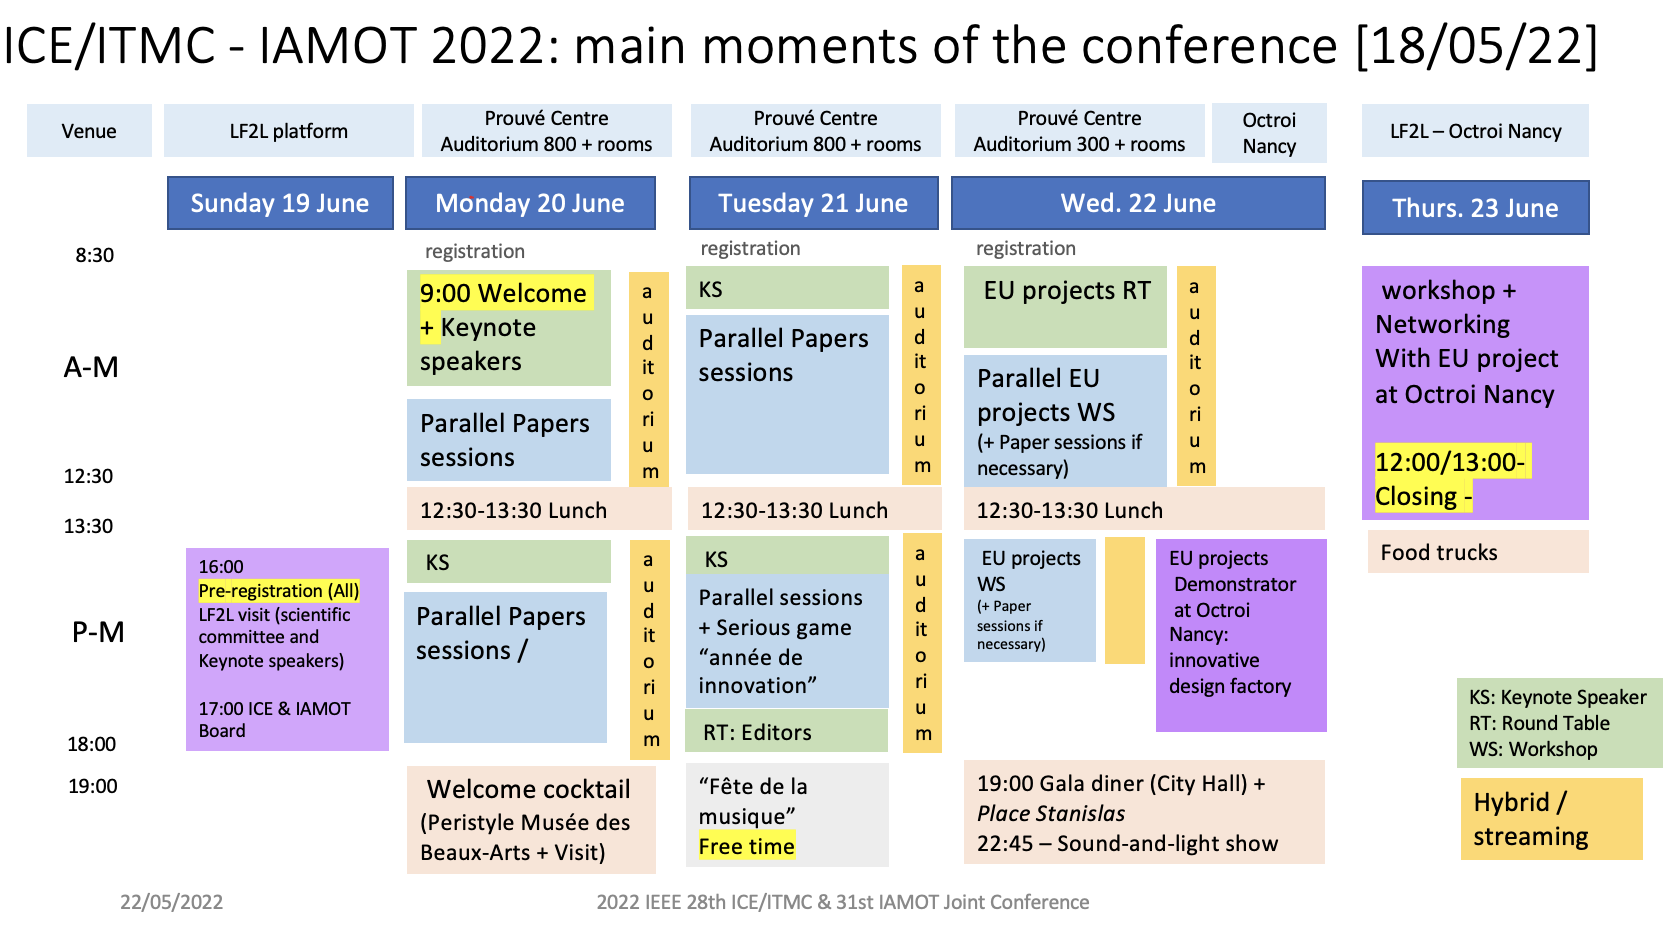 ICE/ITMC - IAMOT 2022: main moments of the conference [18/05/22]
Venue
LF2L platform
Prouvé Centre
Auditorium 800 + rooms
Prouvé Centre
Auditorium 800 + rooms
Prouvé Centre
Auditorium 300 + rooms
Octroi
Nancy
LF2L – Octroi Nancy
Sunday 19 June
Monday 20 June
Tuesday 21 June
Wed. 22 June
Thurs. 23 June
8:30
A-M
12:30
13:30
P-M
18:00
19:00
16:00
Pre-registration (All)
LF2L visit (scientific
committee and
Keynote speakers)
17:00 ICE & IAMOT
Board
registration
9:00 Welcome
+ Keynote
speakers
Parallel Papers
sessions
a
u
d
it
o
ri
u
m
12:30-13:30 Lunch
KS
Parallel Papers
sessions /
a
u
d
it
o
ri
u
m
Welcome cocktail
(Peristyle Musée des
Beaux-Arts + Visit)
registration
KS
Parallel Papers
sessions
a
u
d
it
o
ri
u
m
12:30-13:30 Lunch
KS
Parallel sessions
+ Serious game
“année de
innovation”
RT: Editors
a
u
d
it
o
ri
u
m
“Fête de la
musique”
Free time
registration
EU projects RT
Parallel EU
projects WS
(+ Paper sessions if
necessary)
a
u
d
it
o
ri
u
m
12:30-13:30 Lunch
EU projects
WS
(+ Paper
sessions if
necessary)
EU projects
Demonstrator
at Octroi
Nancy:
innovative
design factory
19:00 Gala diner (City Hall) +
Place Stanislas
22:45 – Sound-and-light show
workshop +
Networking
With EU project
at Octroi Nancy
12:00/13:00-
Closing -
Food trucks
KS: Keynote Speaker
RT: Round Table
WS: Workshop
Hybrid /
streaming
22/05/2022
2022 IEEE 28th ICE/ITMC & 31st IAMOT Joint Conference